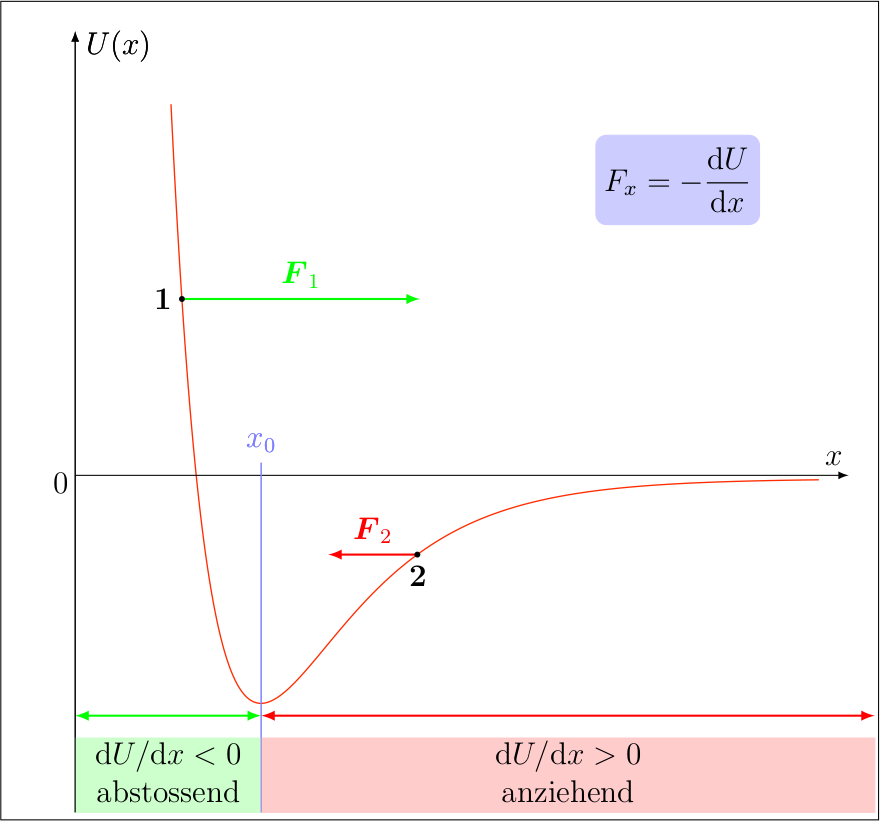 U(x)
F_x = −dU/dx
F_1
1
x_0
x
0
F_2
2
dU/dx < 0
abstossend
dU/dx > 0
anziehend